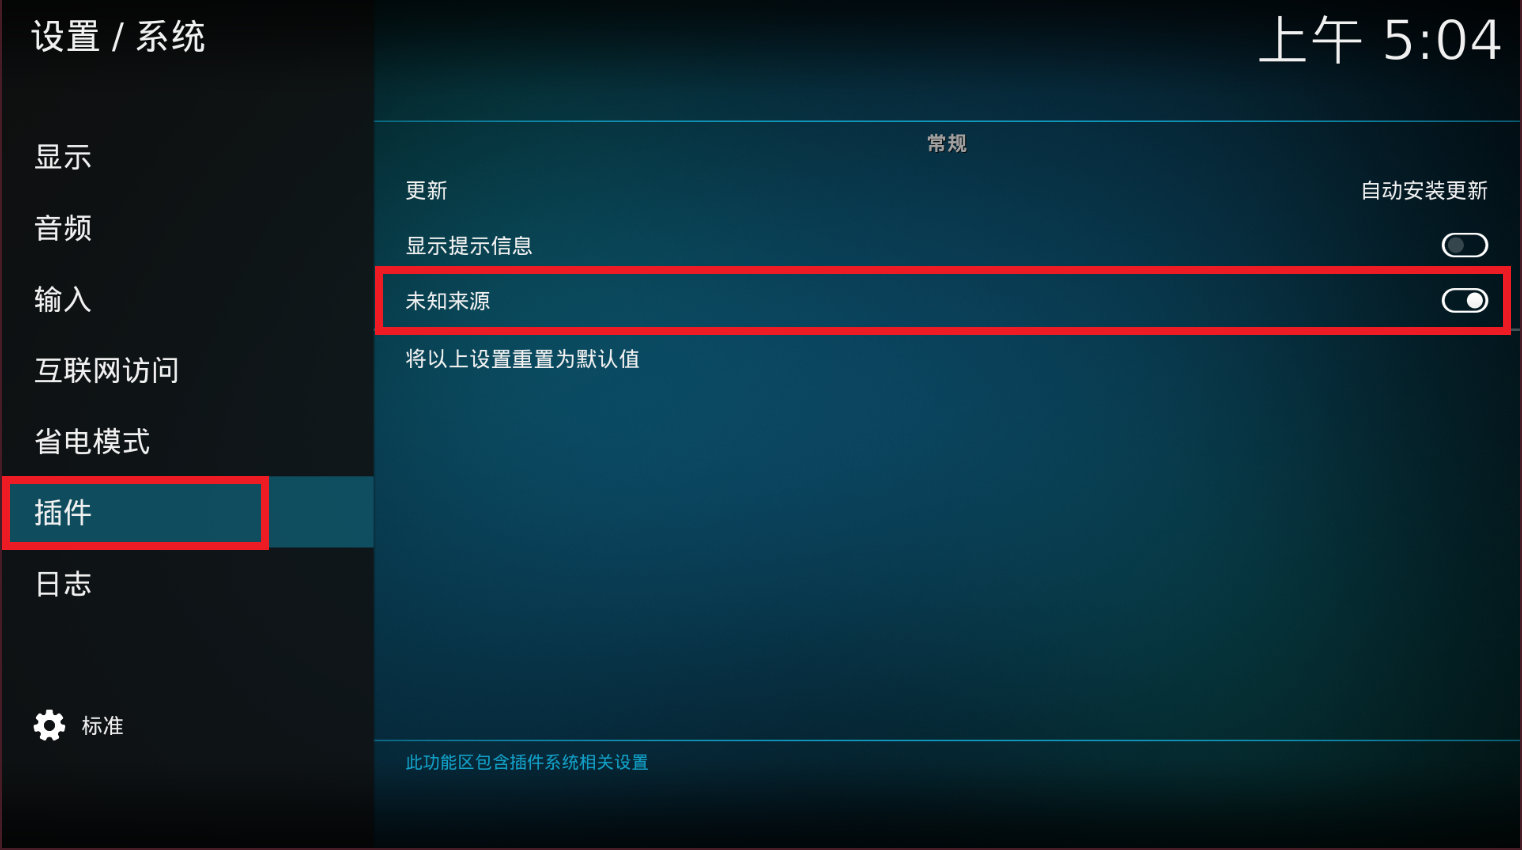 设置 / 系统
上午 5:04
显示
音频
输入
互联网访问
省电模式
插件
日志
标准
常规
更新 自动安装更新
显示提示信息
未知来源
将以上设置重置为默认值
此功能区包含插件系统相关设置